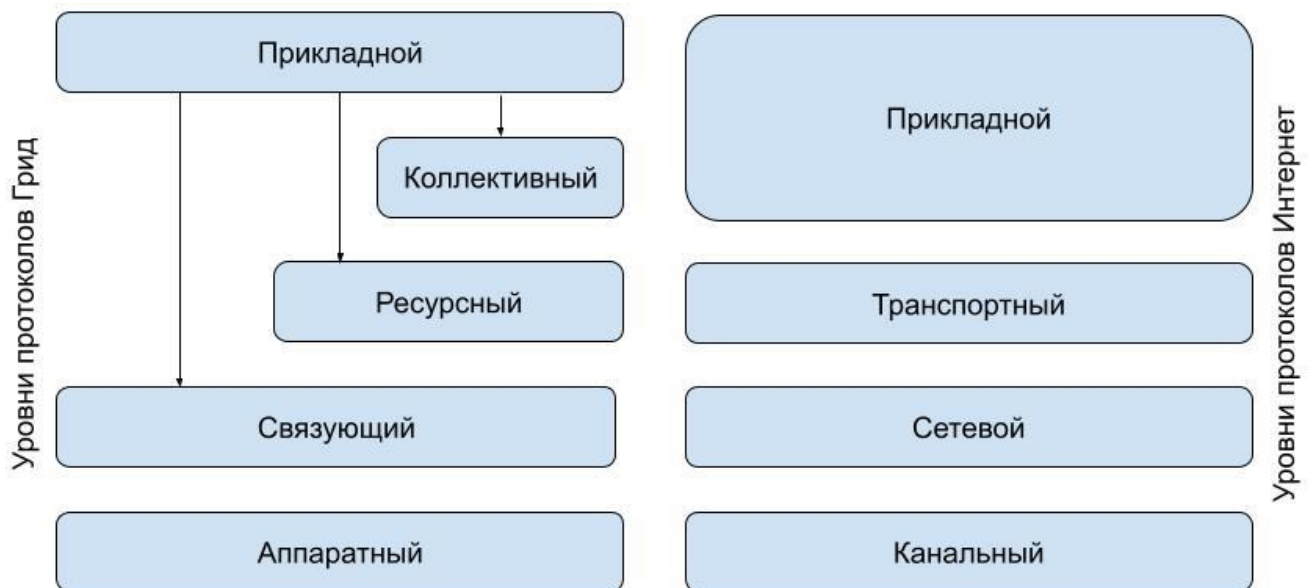 Уровни протоколов Грид
Прикладной
Коллективный
Ресурсный
Связующий
Аппаратный
Прикладной
Транспортный
Сетевой
Канальный
Уровни протоколов Интернет